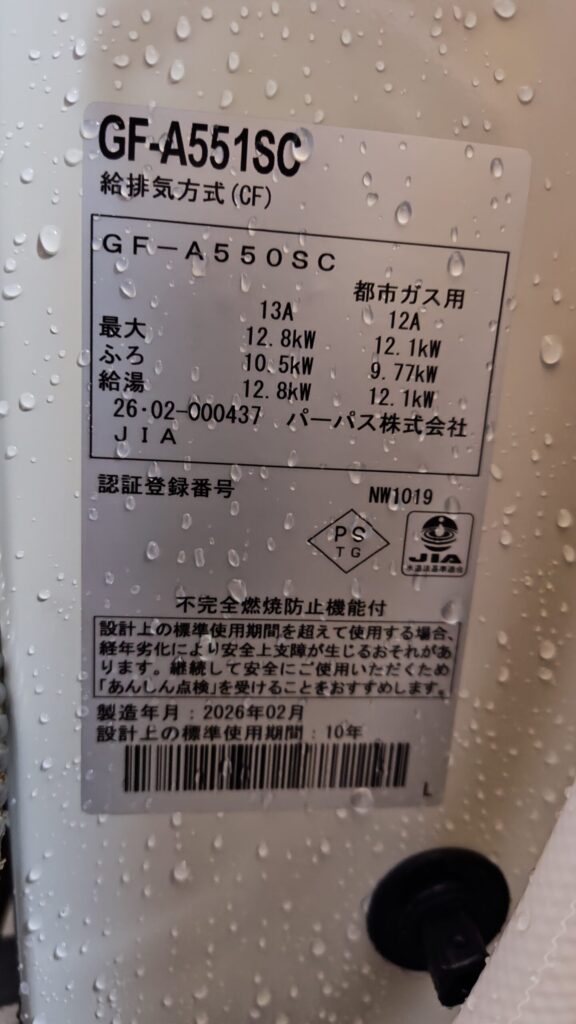 GF-A551SC
給排気方式(CF)
GF-A550SC
都市ガス用
13A 12A
最大 12.8kW 12.1kW
ふろ 10.5kW 9.77kW
給湯 12.8kW 12.1kW
26・02-000437 パーパス株式会社
JIA
認証登録番号 NW1019
PS
TG
JIA
水道法基準適合
不完全燃焼防止機能付
設計上の標準使用期間を超えて使用する場合、
経年劣化により安全上支障が生じるおそれがあ
ります。継続して安全にご使用いただくため
「あんしん点検」を受けることをおすすめします。
製造年月：2026年02月
設計上の標準使用期間：10年
L